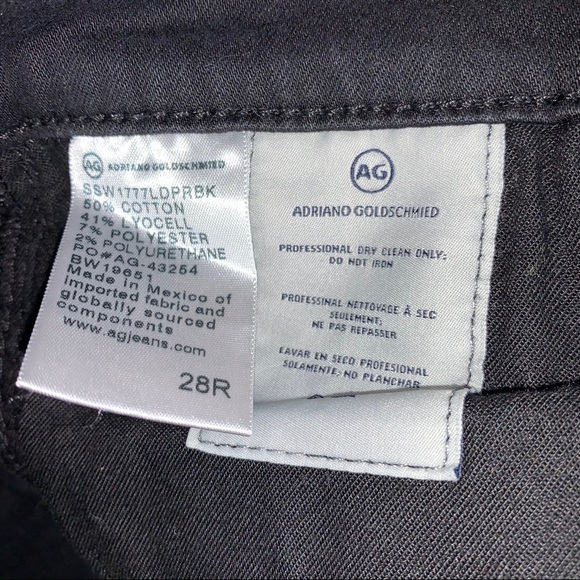 AG ADRIANO GOLDSCHMIED
SSW1777LDPRBK
50% COTTON
41% LYOCELL
7% POLYESTER
2% POLYURETHANE
PO#AG-43254
BW19651
Made in Mexico of
imported fabric and
globally sourced
components
www.agjeans.com
28R
AG
ADRIANO GOLDSCHMIED
PROFESSIONAL DRY CLEAN ONLY;
DO NOT IRON
PROFESSINAL NETTOYAGE À SEC
SEULEMENT;
NE PAS REPASSER
LAVAR EN SECO PROFESIONAL
SOLAMENTE; NO PLANCHAR